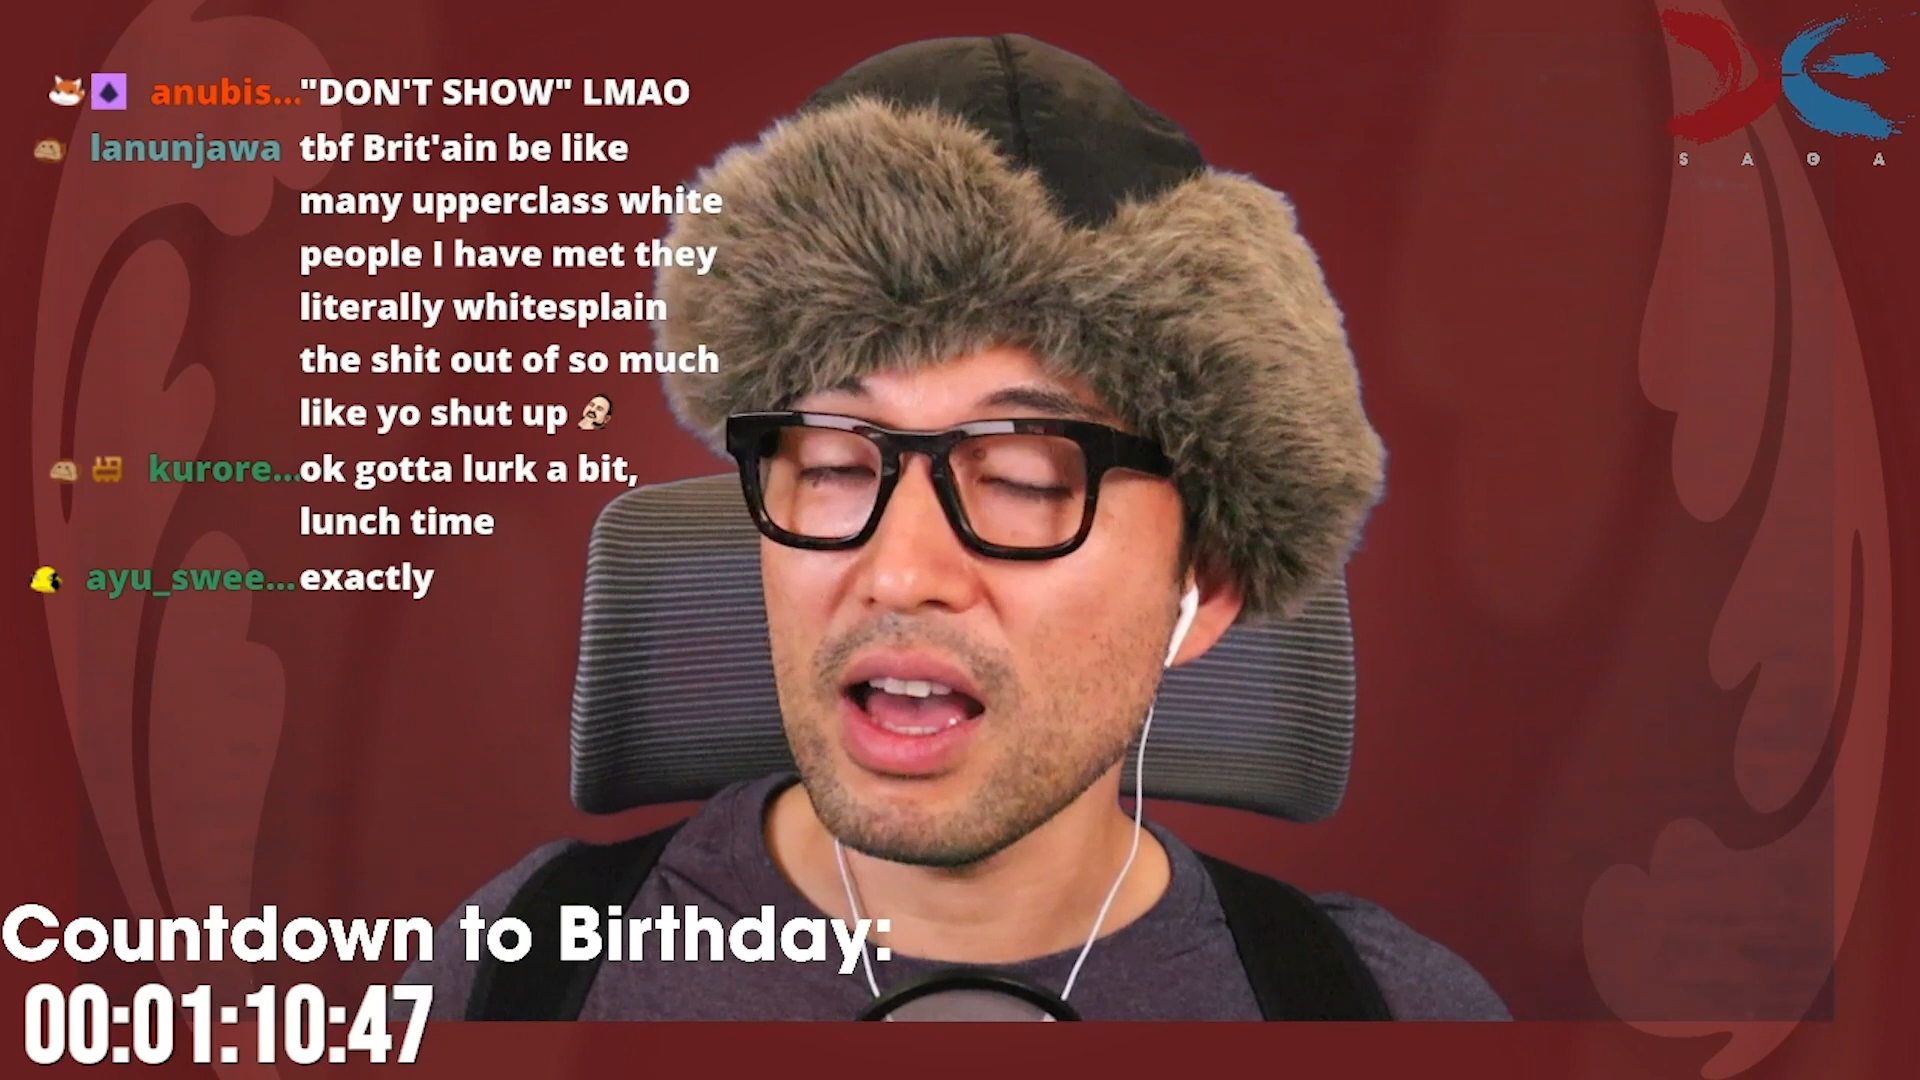 anubis... "DON'T SHOW" LMAO
lanunjawa tbf Brit'ain be like
many upperclass white
people I have met they
literally whitesplain
the shit out of so much
like yo shut up
kurore... ok gotta lurk a bit,
lunch time
ayu_swee... exactly
SAGA
Countdown to Birthday:
00:01:10:47